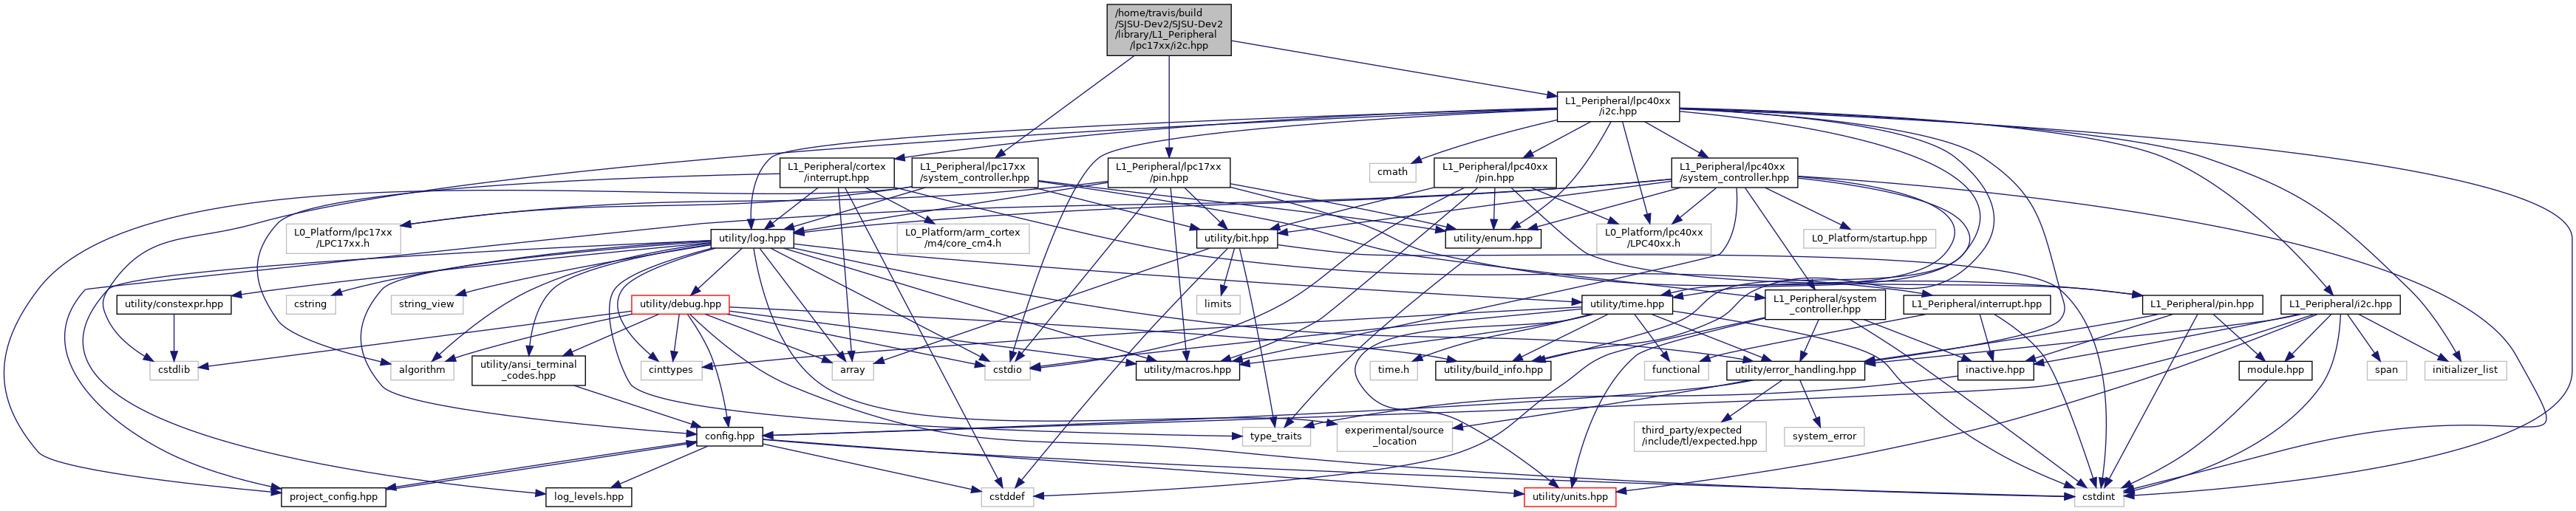 /home/travis/build
/SJSU-Dev2/SJSU-Dev2
/library/L1_Peripheral
/lpc17xx/i2c.hpp
L1_Peripheral/lpc40xx
/i2c.hpp
L1_Peripheral/cortex
/interrupt.hpp
L1_Peripheral/lpc17xx
/system_controller.hpp
L1_Peripheral/lpc17xx
/pin.hpp
cmath
L1_Peripheral/lpc40xx
/pin.hpp
L1_Peripheral/lpc40xx
/system_controller.hpp
L0_Platform/lpc17xx
/LPC17xx.h
utility/log.hpp
L0_Platform/arm_cortex
/m4/core_cm4.h
utility/bit.hpp
utility/enum.hpp
L0_Platform/lpc40xx
/LPC40xx.h
L0_Platform/startup.hpp
utility/constexpr.hpp
cstring
string_view
utility/debug.hpp
limits
utility/time.hpp
L1_Peripheral/system
_controller.hpp
L1_Peripheral/interrupt.hpp
L1_Peripheral/pin.hpp
L1_Peripheral/i2c.hpp
cstdlib
algorithm
utility/ansi_terminal
_codes.hpp
cinttypes
array
cstdio
utility/macros.hpp
time.h
utility/build_info.hpp
functional
utility/error_handling.hpp
inactive.hpp
module.hpp
span
initializer_list
config.hpp
type_traits
experimental/source
_location
third_party/expected
/include/tl/expected.hpp
system_error
project_config.hpp
log_levels.hpp
cstddef
utility/units.hpp
cstdint